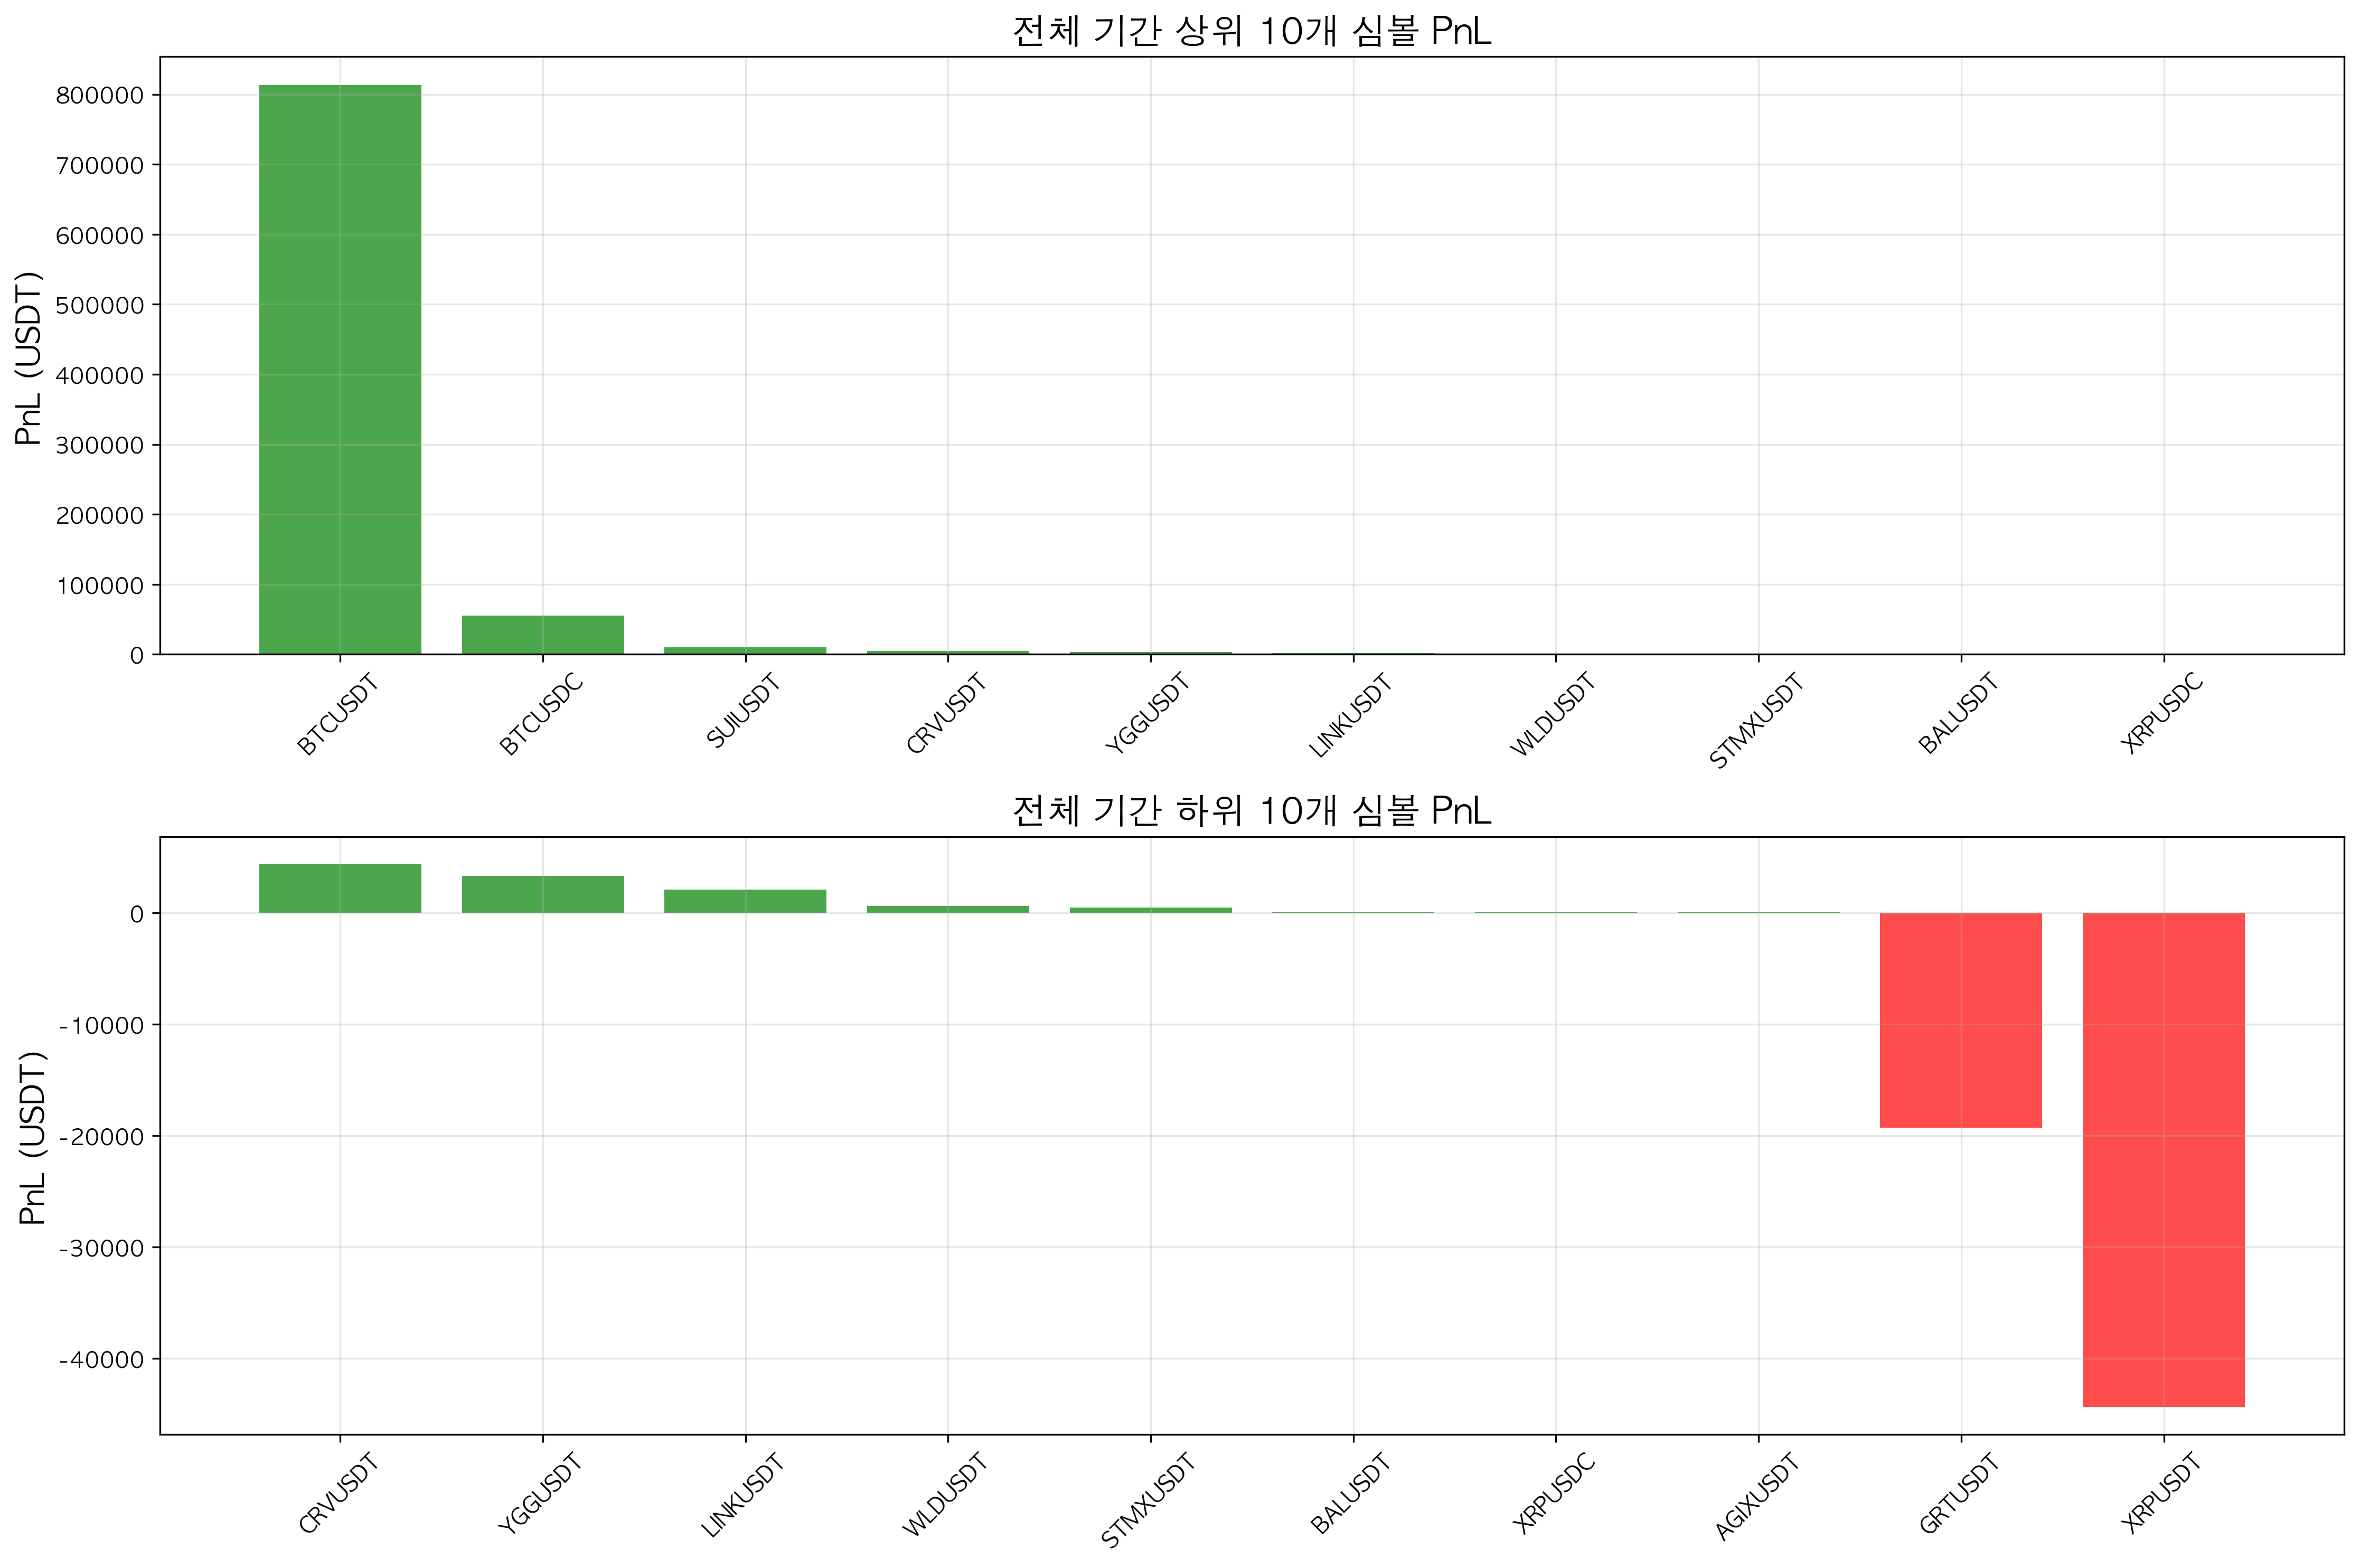 전체 기간 상위 10개 심볼 PnL
PnL (USDT)
800000
700000
600000
500000
400000
300000
200000
100000
0
BTCUSDT
BTCUSDC
SUIUSDT
CRVUSDT
YGGUSDT
LINKUSDT
WLDUSDT
STMXUSDT
BALUSDT
XRPUSDC
전체 기간 하위 10개 심볼 PnL
PnL (USDT)
0
-10000
-20000
-30000
-40000
CRVUSDT
YGGUSDT
LINKUSDT
WLDUSDT
STMXUSDT
BALUSDT
XRPUSDC
AGIXUSDT
GRTUSDT
XRPUSDT